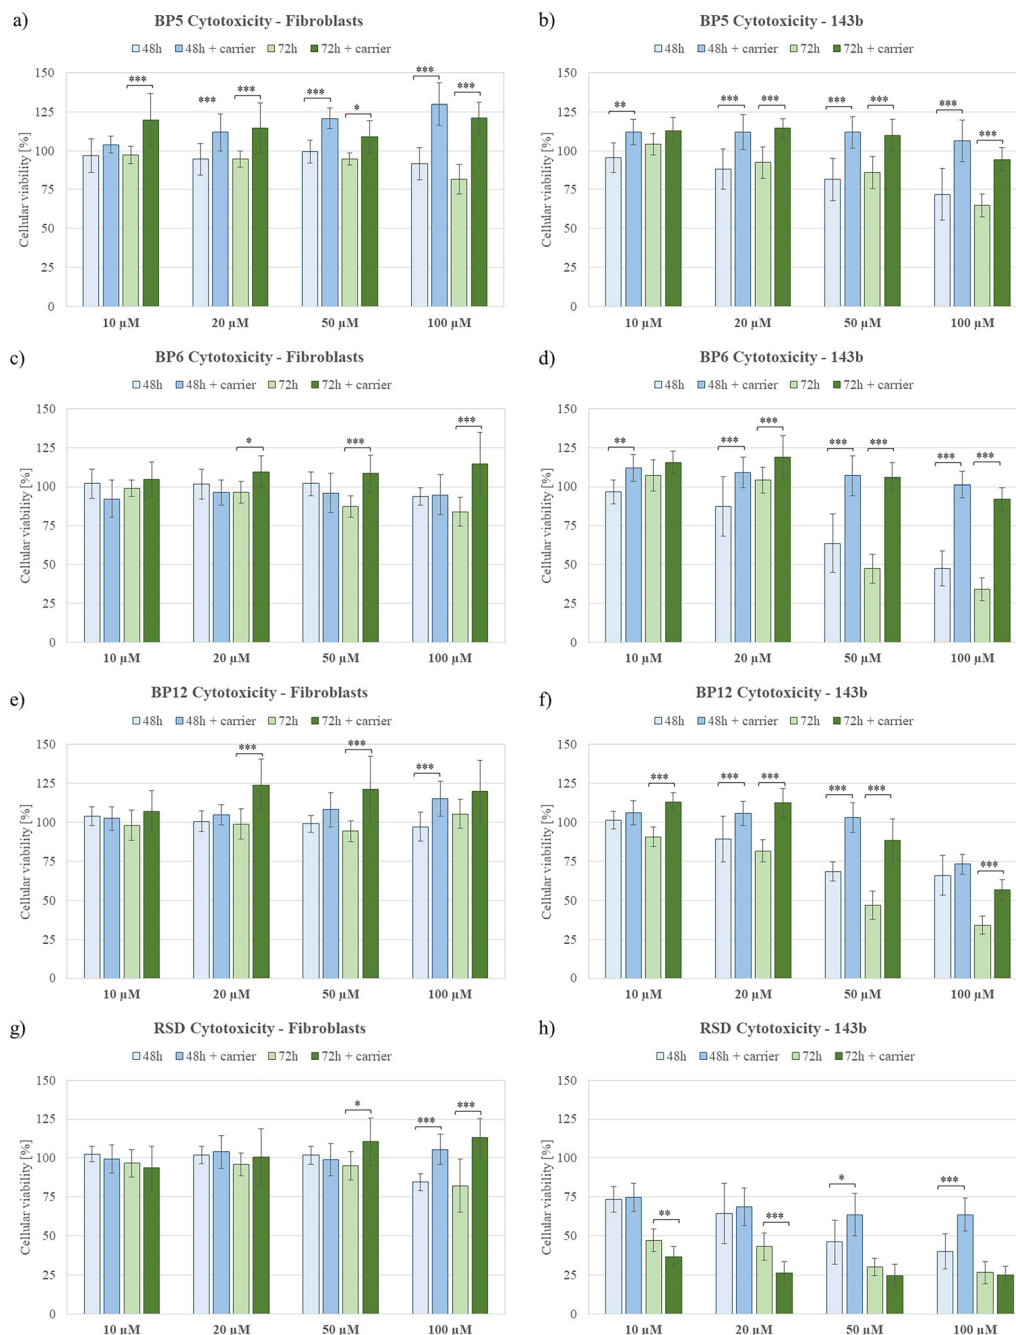 a)
BP5 Cytotoxicity - Fibroblasts
48h 48h + carrier 72h 72h + carrier
Cellular viability [%]
150
125
100
75
50
25
0
*** *** *** * *** ***
10 µM 20 µM 50 µM 100 µM
b)
BP5 Cytotoxicity - 143b
48h 48h + carrier 72h 72h + carrier
Cellular viability [%]
150
125
100
75
50
25
0
** *** *** *** *** *** ***
10 µM 20 µM 50 µM 100 µM
c)
BP6 Cytotoxicity - Fibroblasts
48h 48h + carrier 72h 72h + carrier
Cellular viability [%]
150
125
100
75
50
25
0
* *** ***
10 µM 20 µM 50 µM 100 µM
d)
BP6 Cytotoxicity - 143b
48h 48h + carrier 72h 72h + carrier
Cellular viability [%]
150
125
100
75
50
25
0
** *** *** *** *** *** ***
10 µM 20 µM 50 µM 100 µM
e)
BP12 Cytotoxicity - Fibroblasts
48h 48h + carrier 72h 72h + carrier
Cellular viability [%]
150
125
100
75
50
25
0
*** *** ***
10 µM 20 µM 50 µM 100 µM
f)
BP12 Cytotoxicity - 143b
48h 48h + carrier 72h 72h + carrier
Cellular viability [%]
150
125
100
75
50
25
0
*** *** *** *** *** ***
10 µM 20 µM 50 µM 100 µM
g)
RSD Cytotoxicity - Fibroblasts
48h 48h + carrier 72h 72h + carrier
Cellular viability [%]
150
125
100
75
50
25
0
* *** ***
10 µM 20 µM 50 µM 100 µM
h)
RSD Cytotoxicity - 143b
48h 48h + carrier 72h 72h + carrier
Cellular viability [%]
150
125
100
75
50
25
0
** *** * ***
10 µM 20 µM 50 µM 100 µM